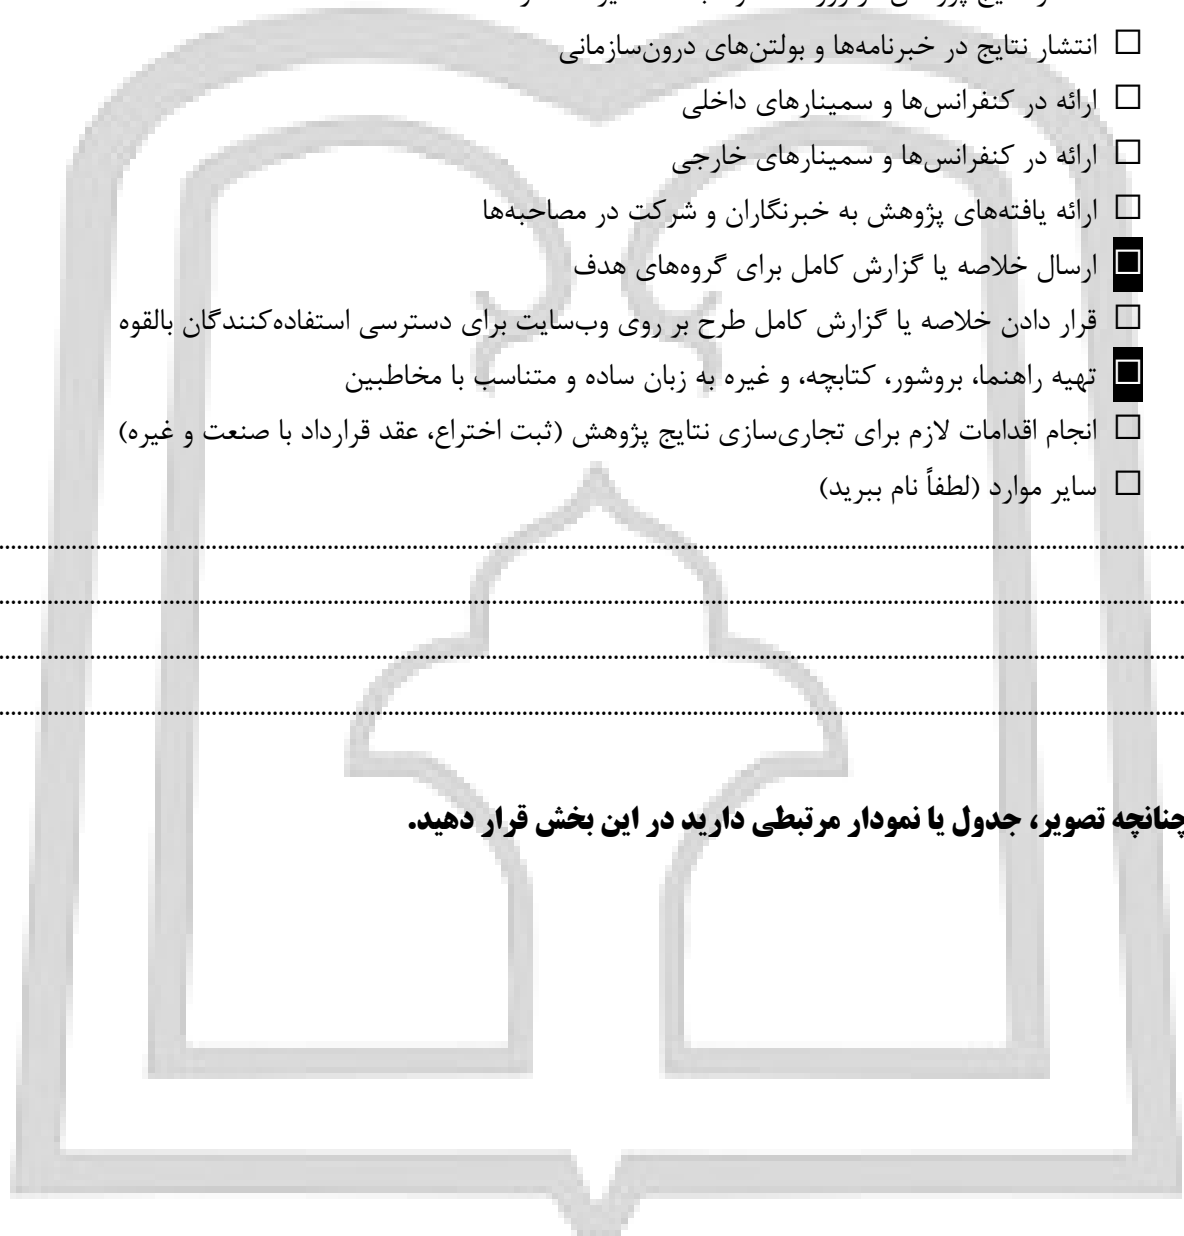 ☐ انتشار نتایج در خبرنامه‌ها و بولتن‌های درون‌سازمانی
☐ ارائه در کنفرانس‌ها و سمینارهای داخلی
☐ ارائه در کنفرانس‌ها و سمینارهای خارجی
☐ ارائه یافته‌های پژوهش به خبرنگاران و شرکت در مصاحبه‌ها
■ ارسال خلاصه یا گزارش کامل برای گروه‌های هدف
☐ قرار دادن خلاصه یا گزارش کامل طرح بر روی وب‌سایت برای دسترسی استفاده‌کنندگان بالقوه
■ تهیه راهنما، بروشور، کتابچه، و غیره به زبان ساده و متناسب با مخاطبین
☐ انجام اقدامات لازم برای تجاری‌سازی نتایج پژوهش (ثبت اختراع، عقد قرارداد با صنعت و غیره)
☐ سایر موارد (لطفاً نام ببرید)
چنانچه تصویر، جدول یا نمودار مرتبطی دارید در این بخش قرار دهید.